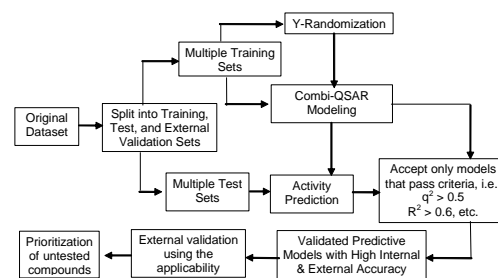 Y-Randomization
Multiple Training
Sets
Original
Dataset
Split into Training,
Test, and External
Validation Sets
Combi-QSAR
Modeling
Multiple Test
Sets
Activity
Prediction
Accept only models
that pass criteria, i.e.
q² > 0.5
R² > 0.6, etc.
Validated Predictive
Models with High Internal
& External Accuracy
External validation
using the
applicability
Prioritization
of untested
compounds